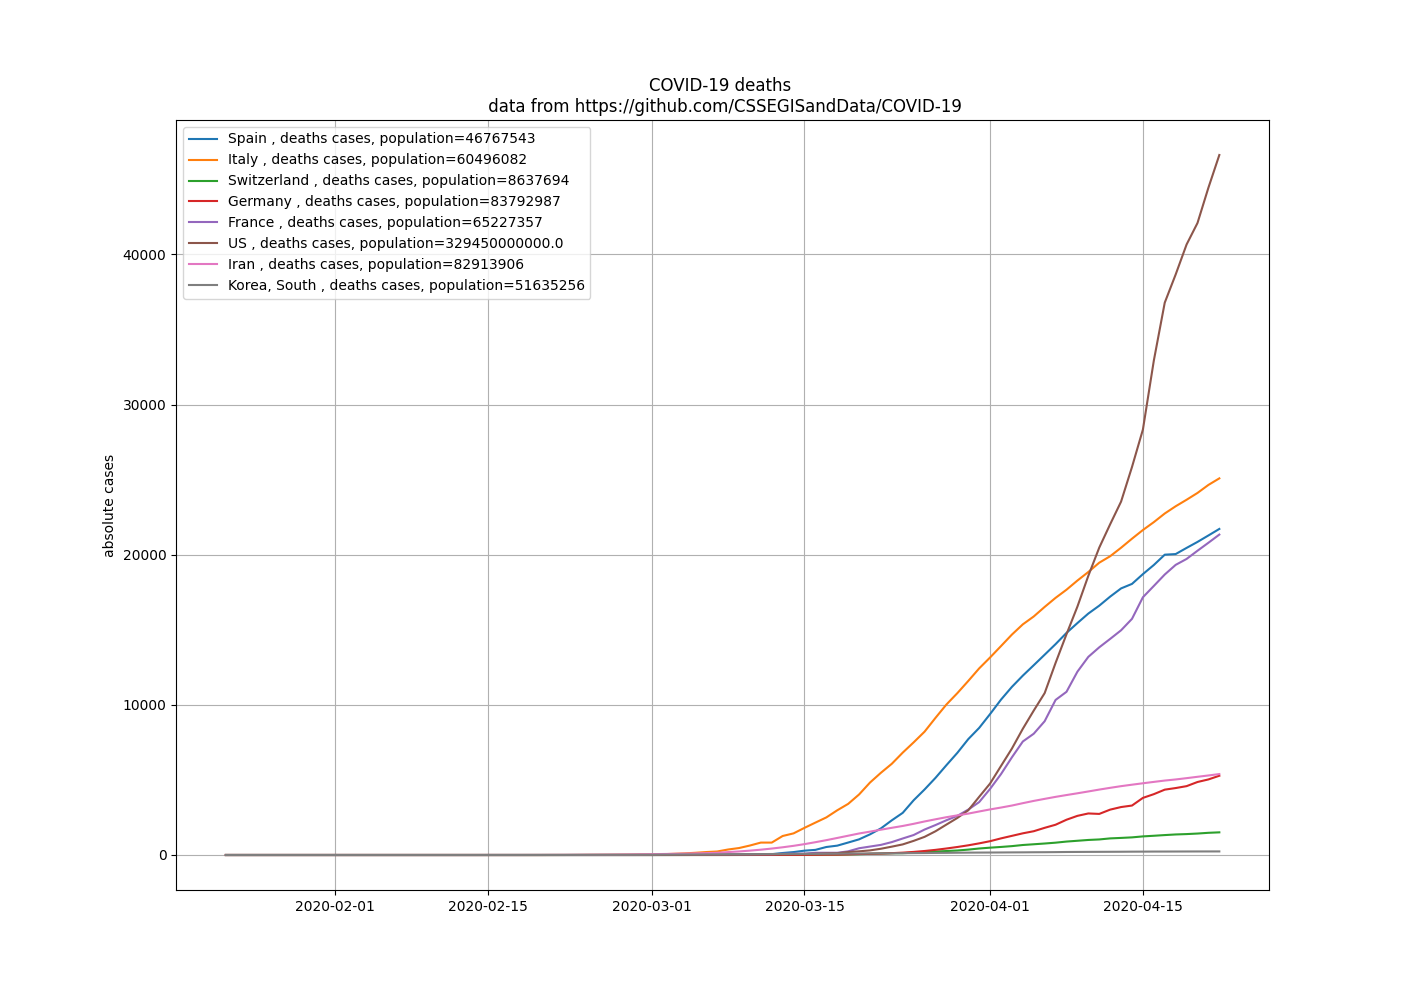 COVID-19 deaths
data from https://github.com/CSSEGISandData/COVID-19
Spain , deaths cases, population=46767543
Italy , deaths cases, population=60496082
Switzerland , deaths cases, population=8637694
Germany , deaths cases, population=83792987
France , deaths cases, population=65227357
US , deaths cases, population=329450000000.0
Iran , deaths cases, population=82913906
Korea, South , deaths cases, population=51635256
40000
30000
20000
10000
0
absolute cases
2020-02-01
2020-02-15
2020-03-01
2020-03-15
2020-04-01
2020-04-15